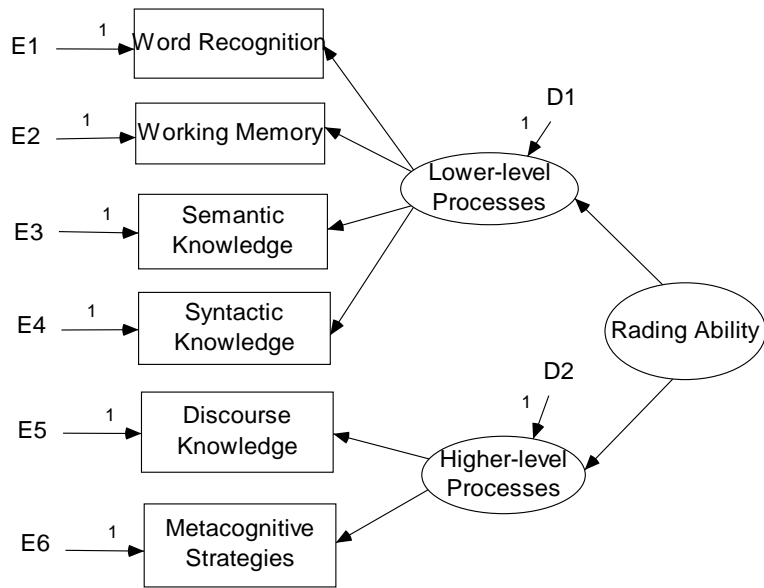 E1
1
Word Recognition
D1
1
E2
1
Working Memory
Lower-level
Processes
E3
1
Semantic
Knowledge
E4
1
Syntactic
Knowledge
Rading Ability
D2
1
E5
1
Discourse
Knowledge
Higher-level
Processes
E6
1
Metacognitive
Strategies